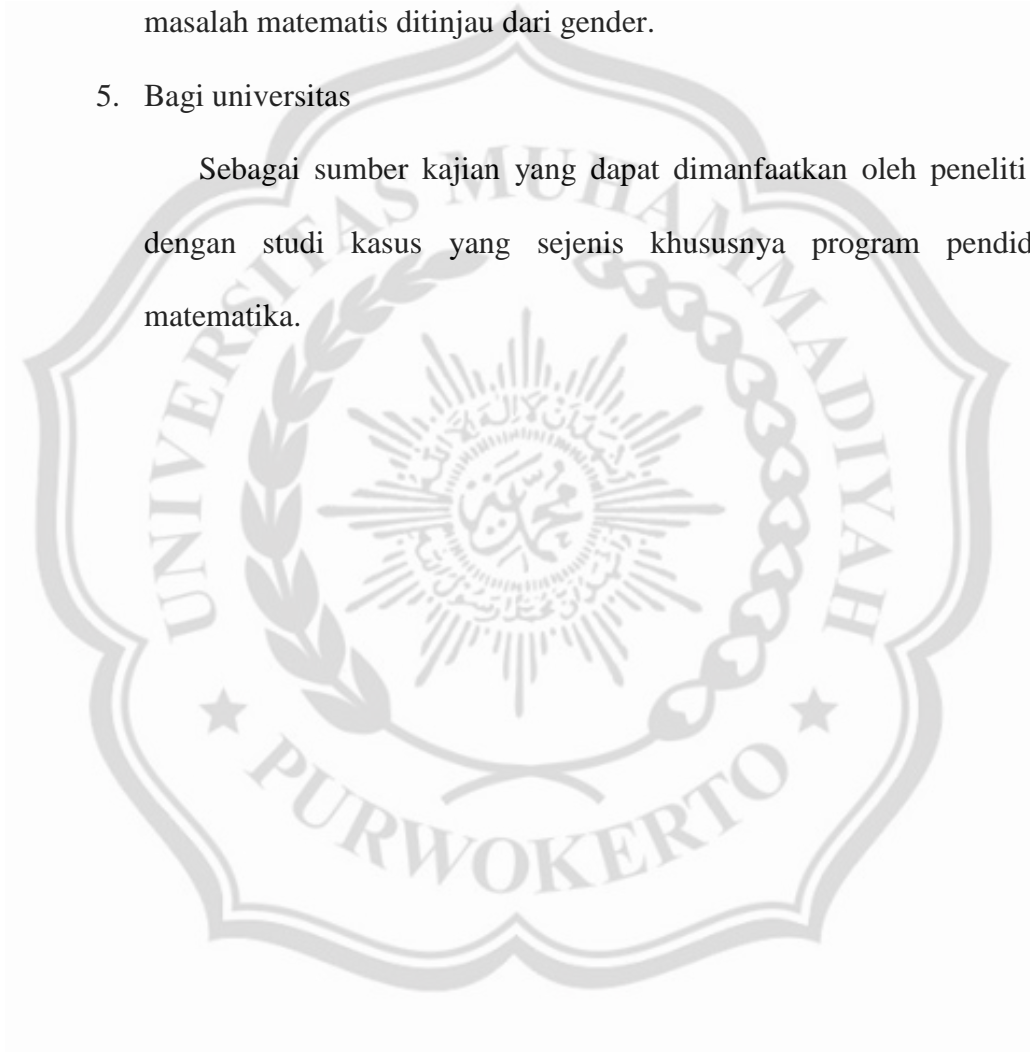 masalah matematis ditinjau dari gender.
5. Bagi universitas
Sebagai sumber kajian yang dapat dimanfaatkan oleh peneliti
dengan studi kasus yang sejenis khususnya program pendid
matematika.
UNIVERSITAS MUHAMMADIYAH
PURWOKERTO